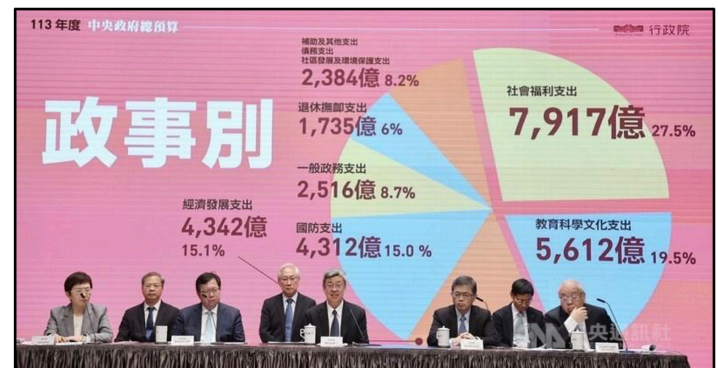 113 年度 中央政府總預算
行政院
政事別
補助及其他支出
債務支出
社區發展及環境保護支出
2,384億 8.2%
退休撫卹支出
1,735億 6%
一般政務支出
2,516億 8.7%
經濟發展支出
4,342億
15.1%
國防支出
4,312億 15.0 %
社會福利支出
7,917億 27.5%
教育科學文化支出
5,612億 19.5%
中央通訊社